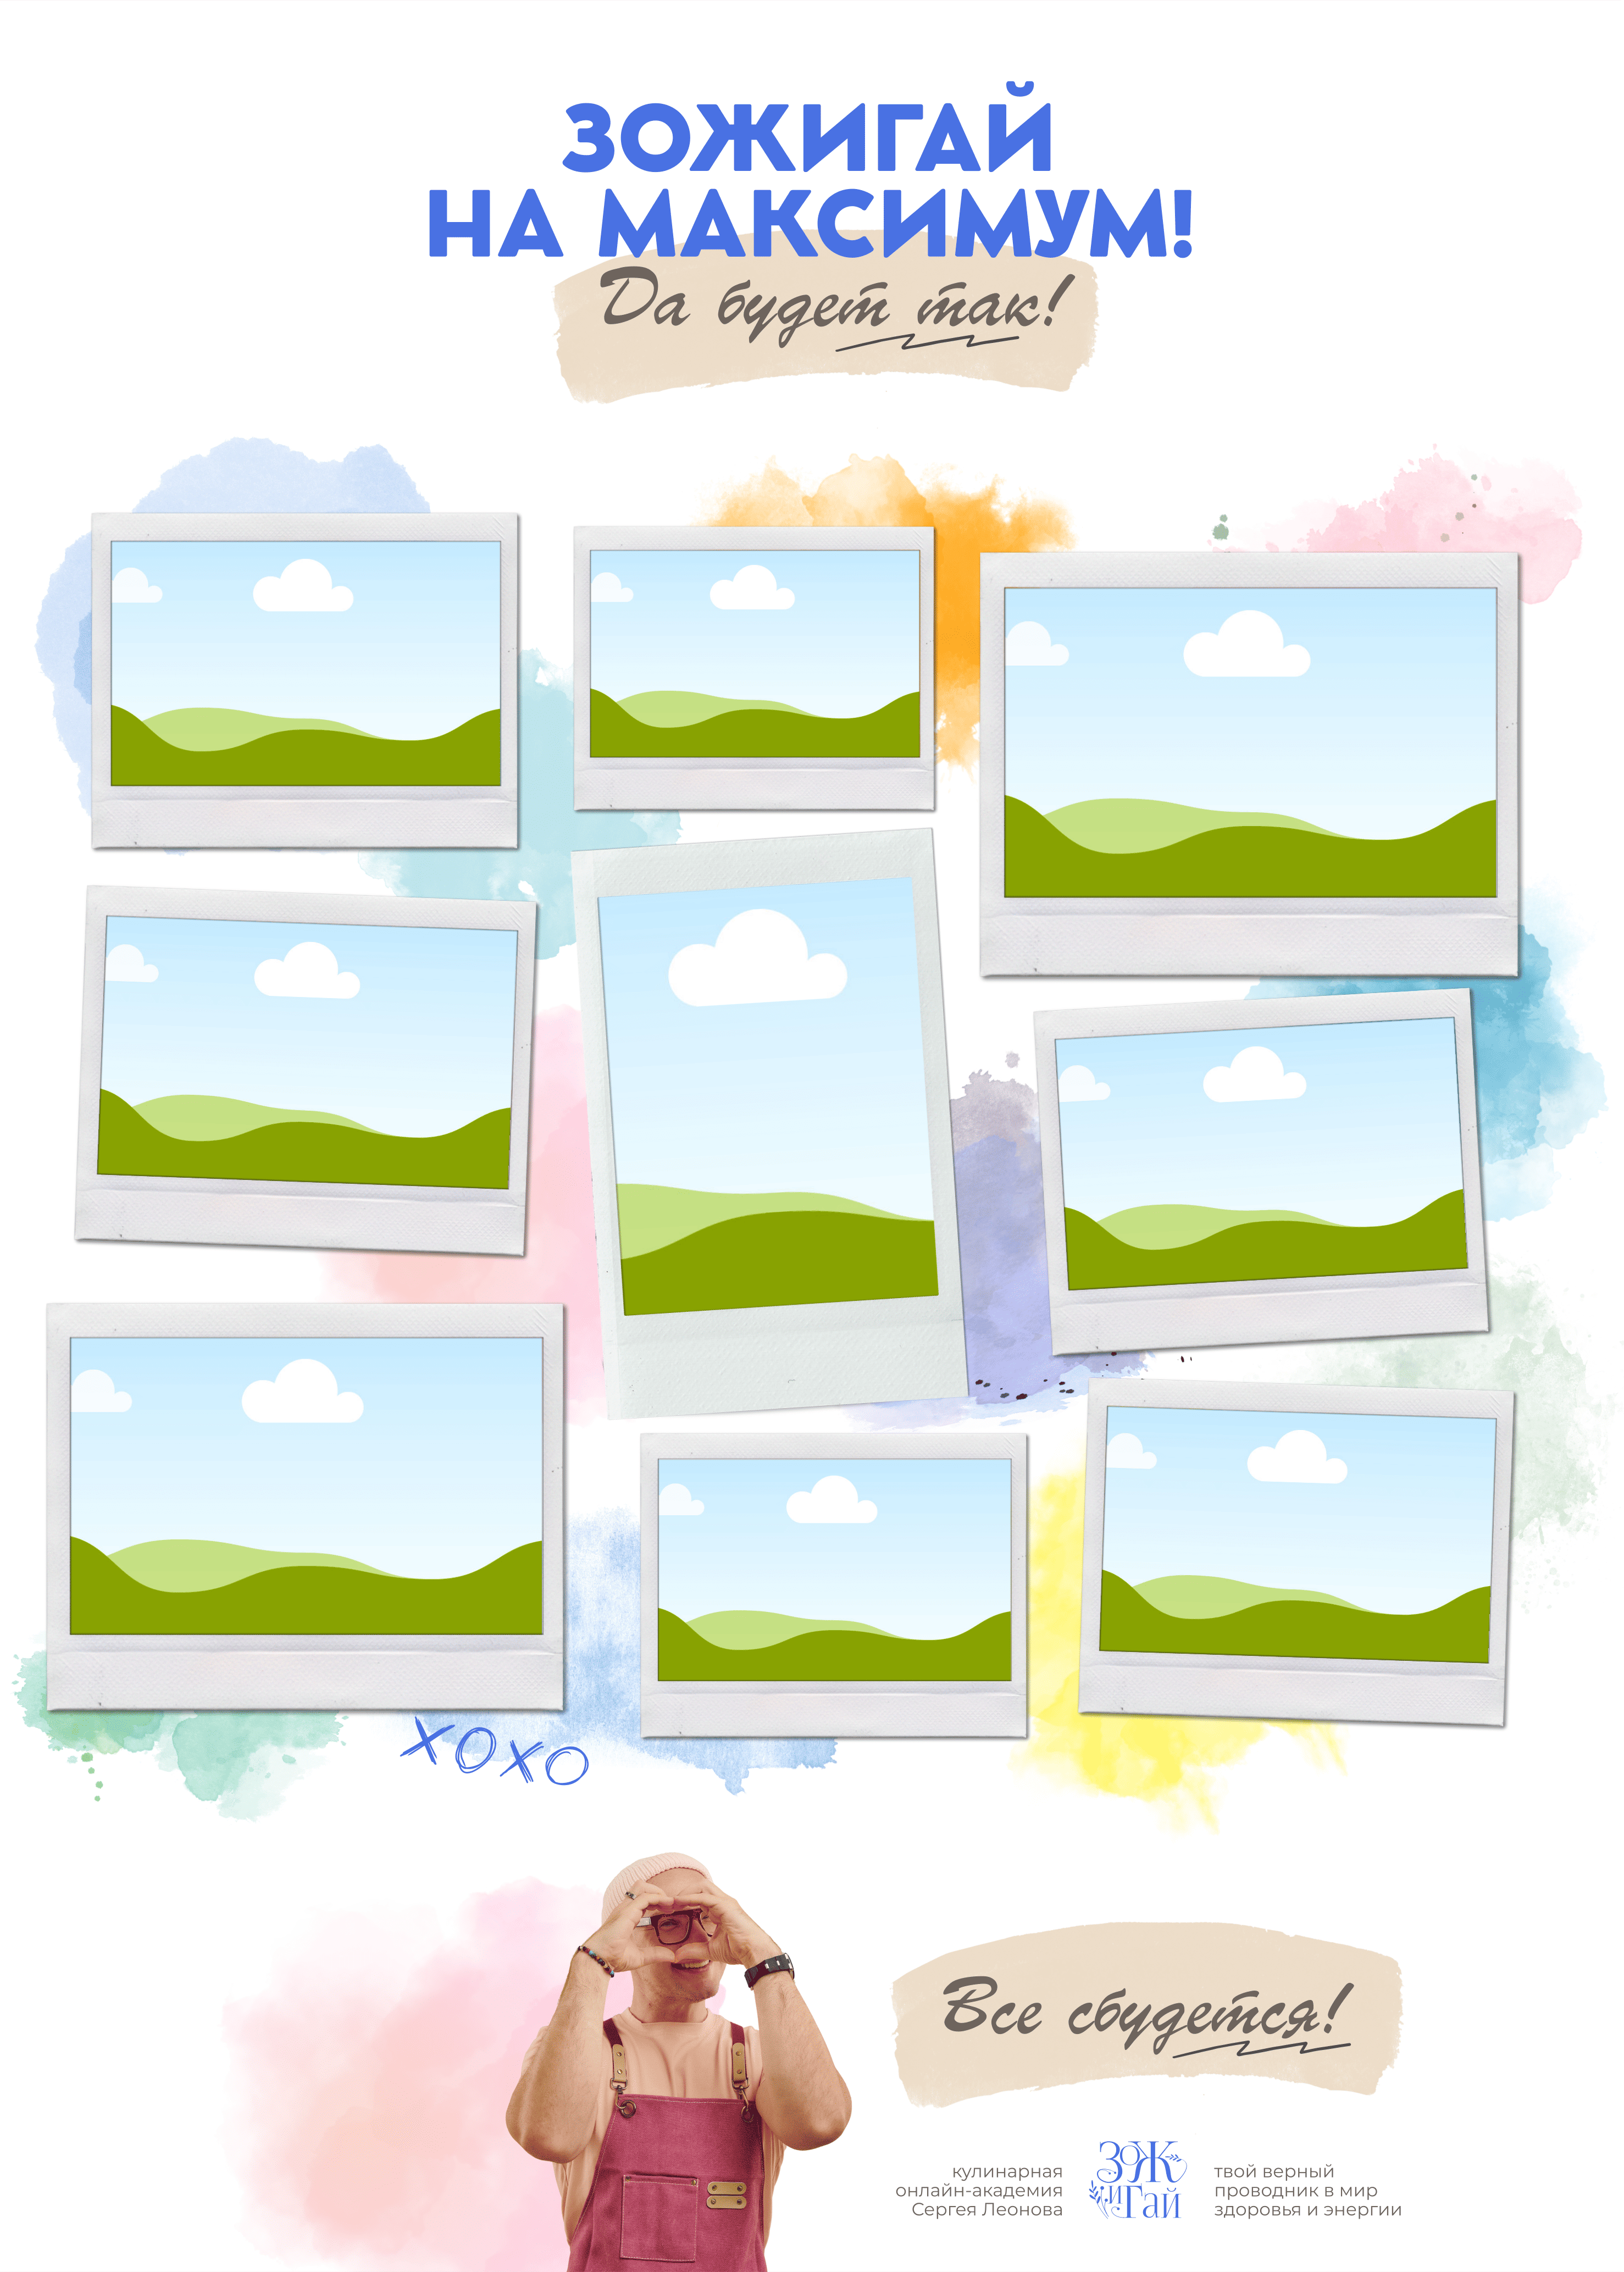 ЗОЖИГАЙ
НА МАКСИМУМ!
Да будет так!
XOXO
Все сбудется!
кулинарная
онлайн-академия
Сергея Леонова
ЗОЖ
иГай
твой верный
проводник в мир
здоровья и энергии